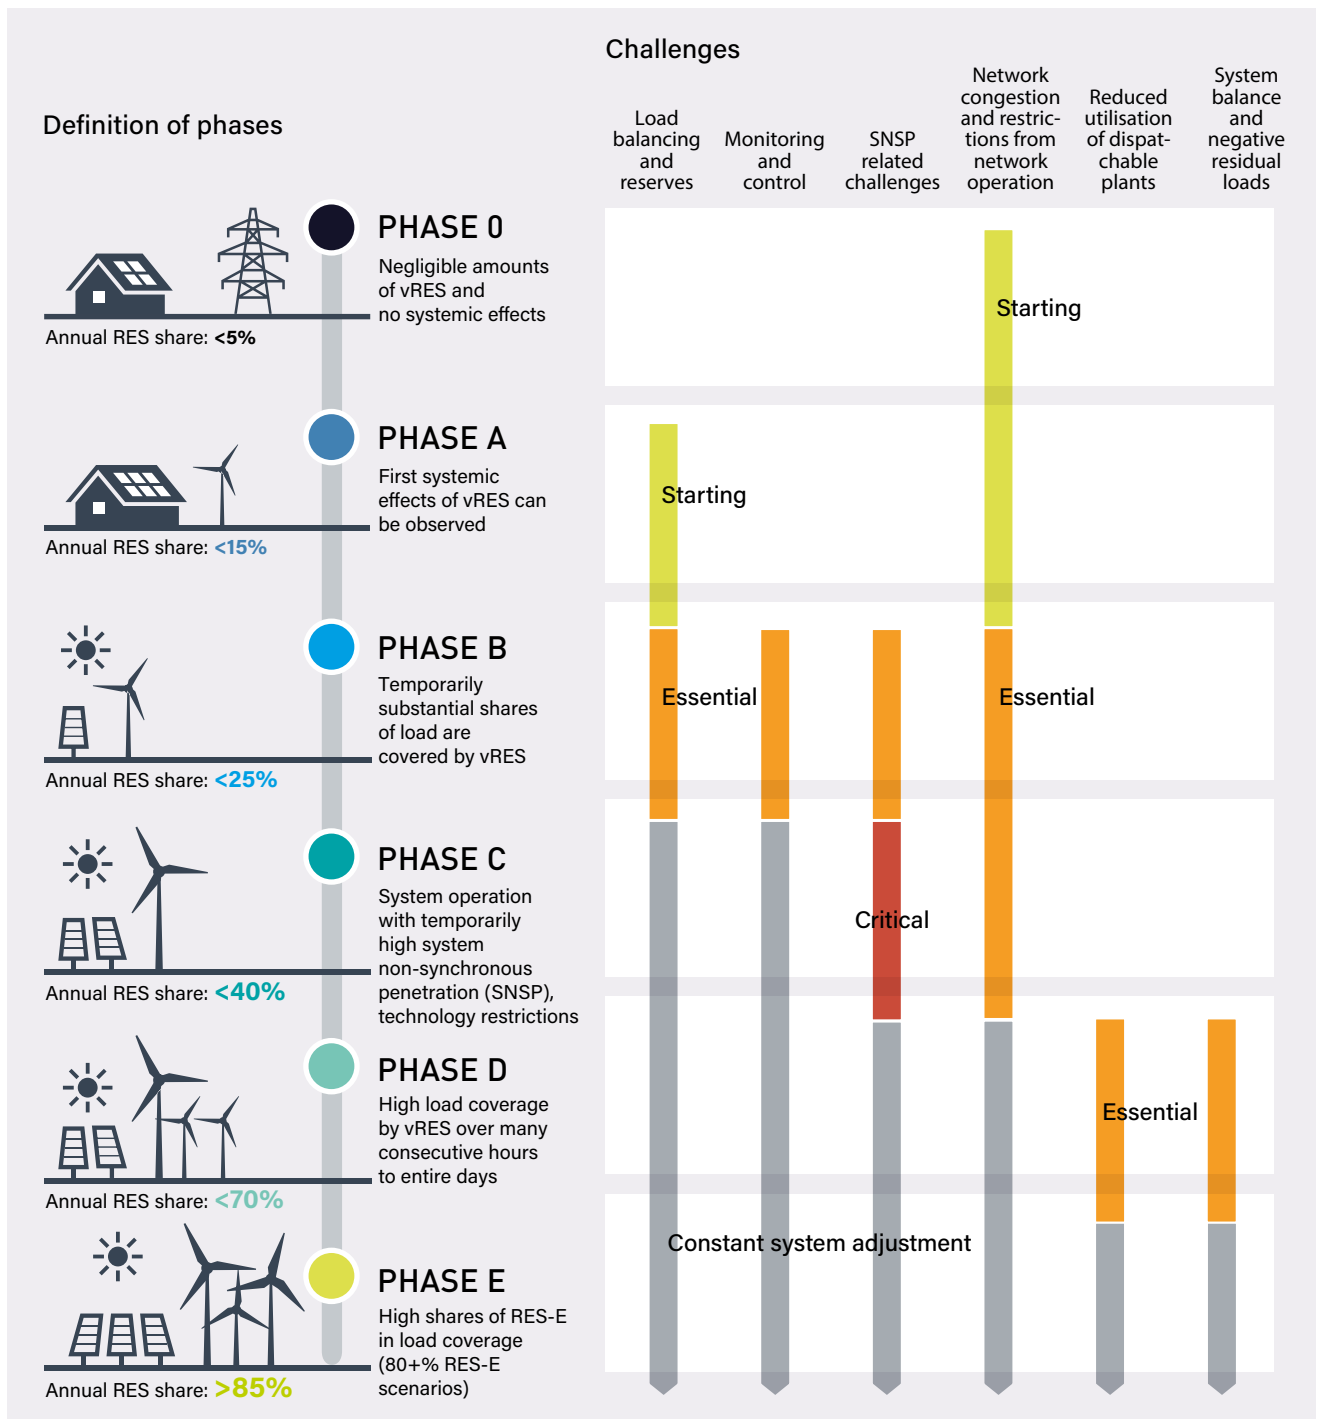 Challenges
Definition of phases
Load
balancing
and
reserves
Monitoring
and
control
SNSP
related
challenges
Network
congestion
and restric-
tions from
network
operation
Reduced
utilisation
of dispat-
chable
plants
System
balance
and
negative
residual
loads
PHASE 0
Negligible amounts
of vRES and
no systemic effects
Annual RES share: <5%
Starting
PHASE A
First systemic
effects of vRES can
be observed
Annual RES share: <15%
Starting
PHASE B
Temporarily
substantial shares
of load are
covered by vRES
Annual RES share: <25%
Essential
Essential
PHASE C
System operation
with temporarily
high system
non-synchronous
penetration (SNSP),
technology restrictions
Annual RES share: <40%
Critical
PHASE D
High load coverage
by vRES over many
consecutive hours
to entire days
Annual RES share: <70%
Essential
PHASE E
High shares of RES-E
in load coverage
(80+% RES-E
scenarios)
Annual RES share: >85%
Constant system adjustment